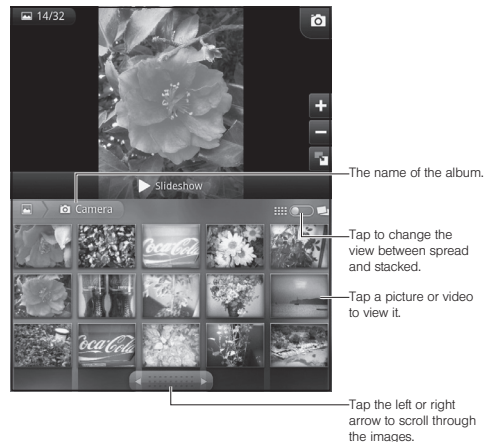 14/32
Slideshow
Camera
Coca-Cola
Coca-Cola
The name of the album.
Tap to change the
view between spread
and stacked.
Tap a picture or video
to view it.
Tap the left or right
arrow to scroll through
the images.